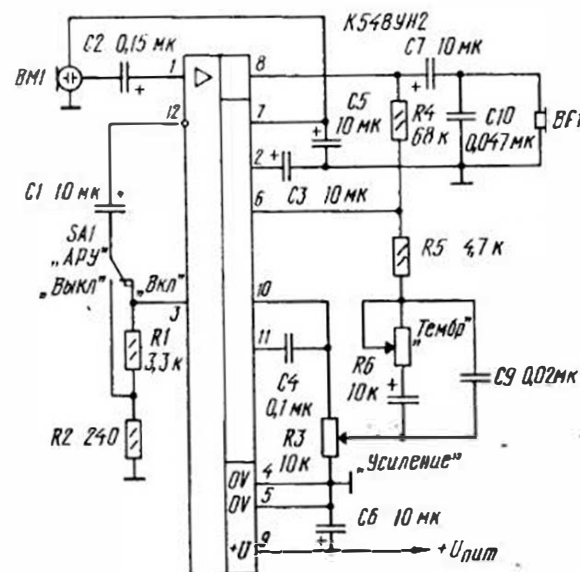 К548УН2
C2 0,15 мк
C7 10 мк
BM1
1
8
C5
10 мк
R4
68 к
C10
0,047 мк
BF1
12
7
2
C1 10 мк
C3 10 мк
6
SA1
„АРУ"
„Выкл"
„Вкл"
3
R5 4,7 к
10
R1
3,3 к
11
„Тембр"
R6
10 к
C9 0,02 мк
C4
0,1 мк
R2 240
R3
10 к
„Усиление"
0V 4
0V 5
C6 10 мк
+U 9
+Uпит